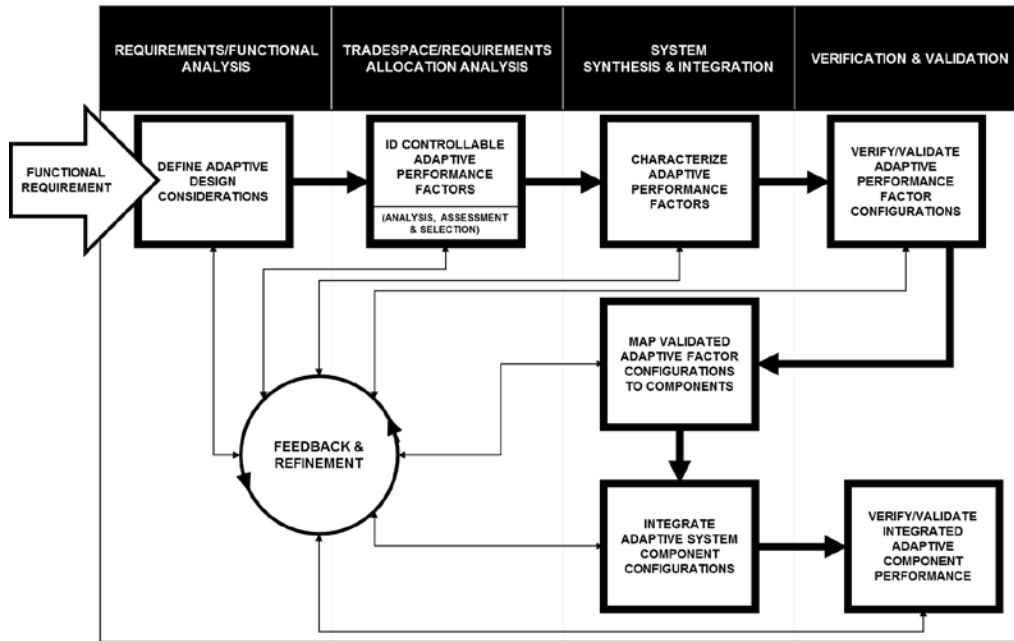 REQUIREMENTS/FUNCTIONAL
ANALYSIS
TRADESPACE/REQUIREMENTS
ALLOCATION ANALYSIS
SYSTEM
SYNTHESIS & INTEGRATION
VERIFICATION & VALIDATION
FUNCTIONAL
REQUIREMENT
DEFINE ADAPTIVE
DESIGN
CONSIDERATIONS
ID CONTROLLABLE
ADAPTIVE
PERFORMANCE
FACTORS
(ANALYSIS, ASSESSMENT
& SELECTION)
CHARACTERIZE
ADAPTIVE
PERFORMANCE
FACTORS
VERIFY/VALIDATE
ADAPTIVE
PERFORMANCE
FACTOR
CONFIGURATIONS
MAP VALIDATED
ADAPTIVE FACTOR
CONFIGURATIONS
TO COMPONENTS
FEEDBACK &
REFINEMENT
INTEGRATE
ADAPTIVE SYSTEM
COMPONENT
CONFIGURATIONS
VERIFY/VALIDATE
INTEGRATED
ADAPTIVE
COMPONENT
PERFORMANCE